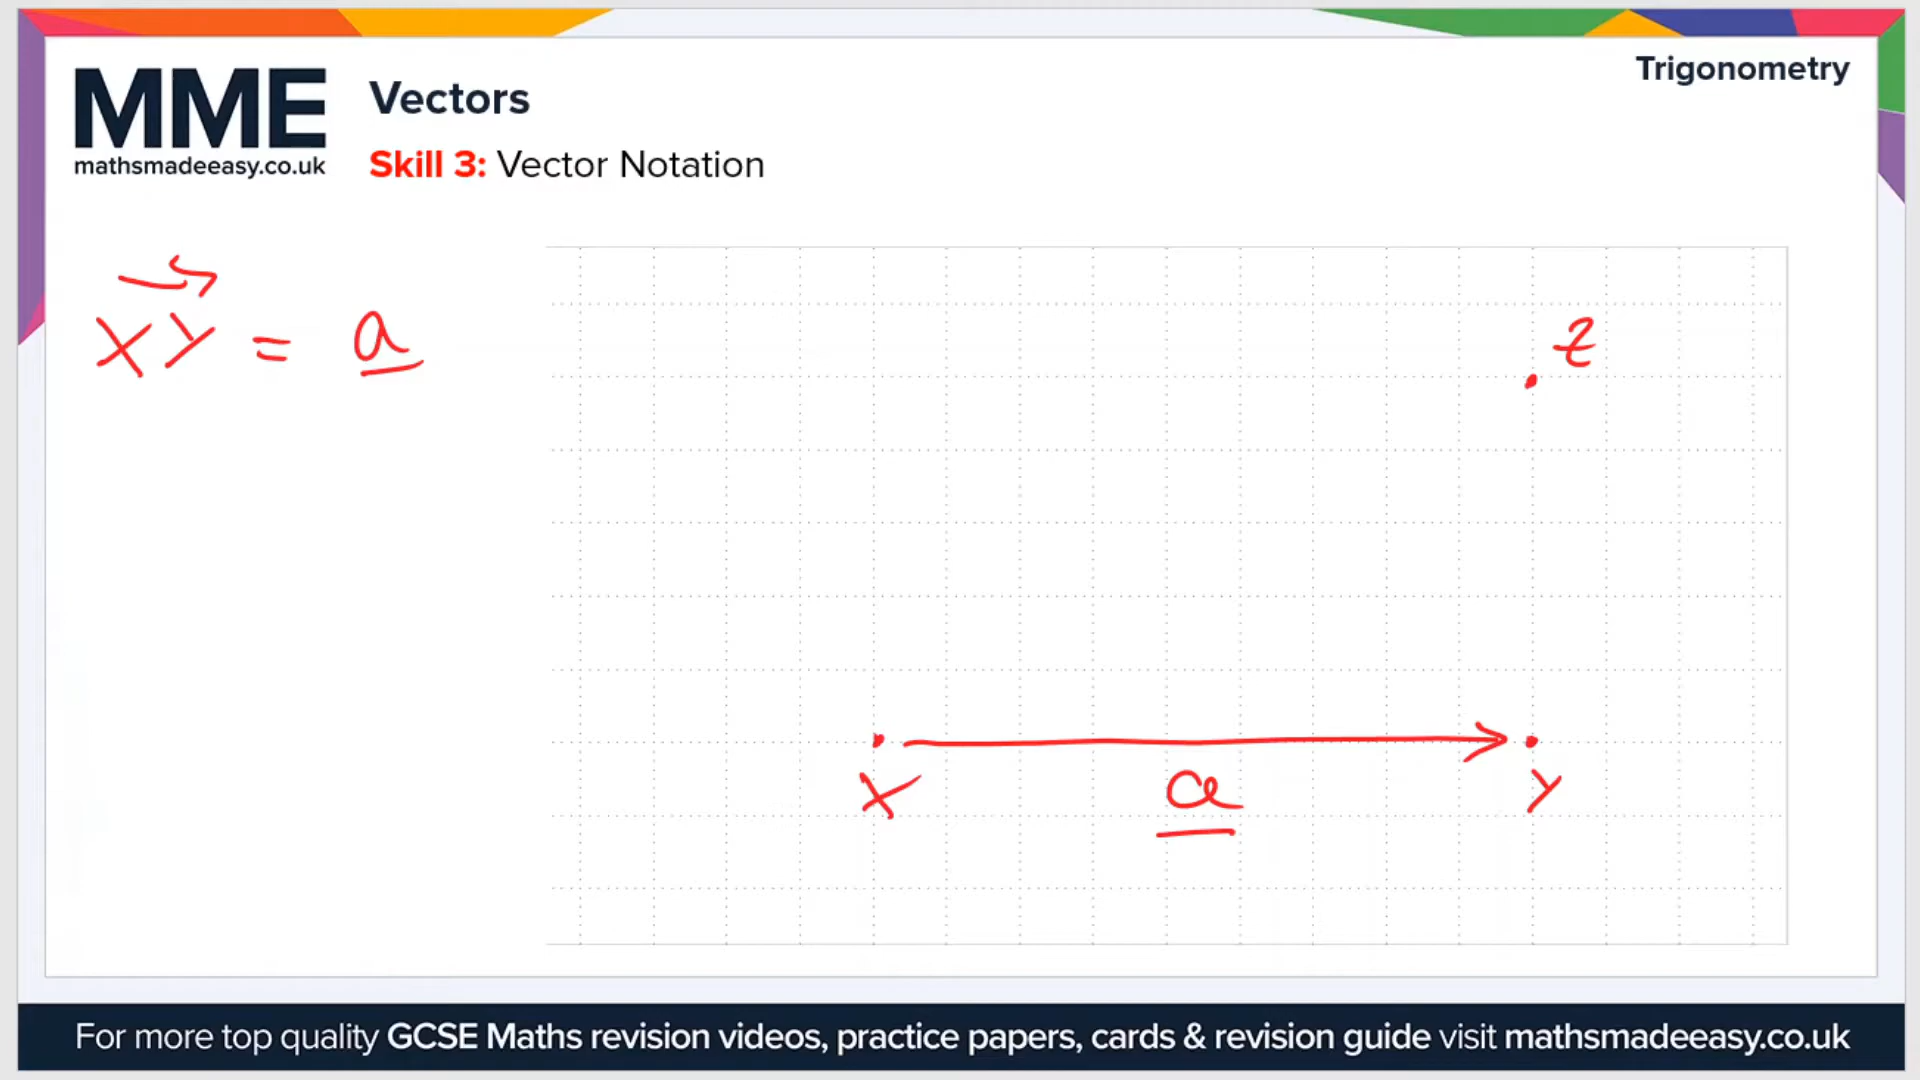 Trigonometry
MME
mathsmadeeasy.co.uk
Vectors
Skill 3: Vector Notation
XY = a
z
X
a
Y
For more top quality GCSE Maths revision videos, practice papers, cards & revision guide visit mathsmadeeasy.co.uk